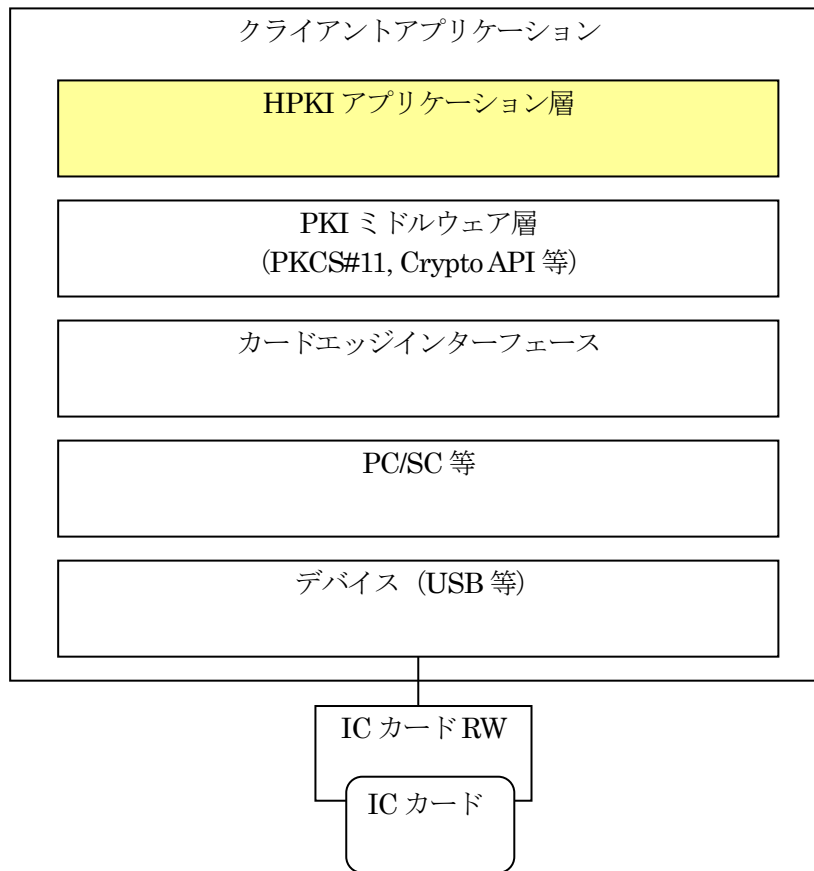 クライアントアプリケーション
HPKI アプリケーション層
PKI ミドルウェア層
(PKCS#11, Crypto API 等)
カードエッジインターフェース
PC/SC 等
デバイス (USB 等)
IC カード RW
IC カード